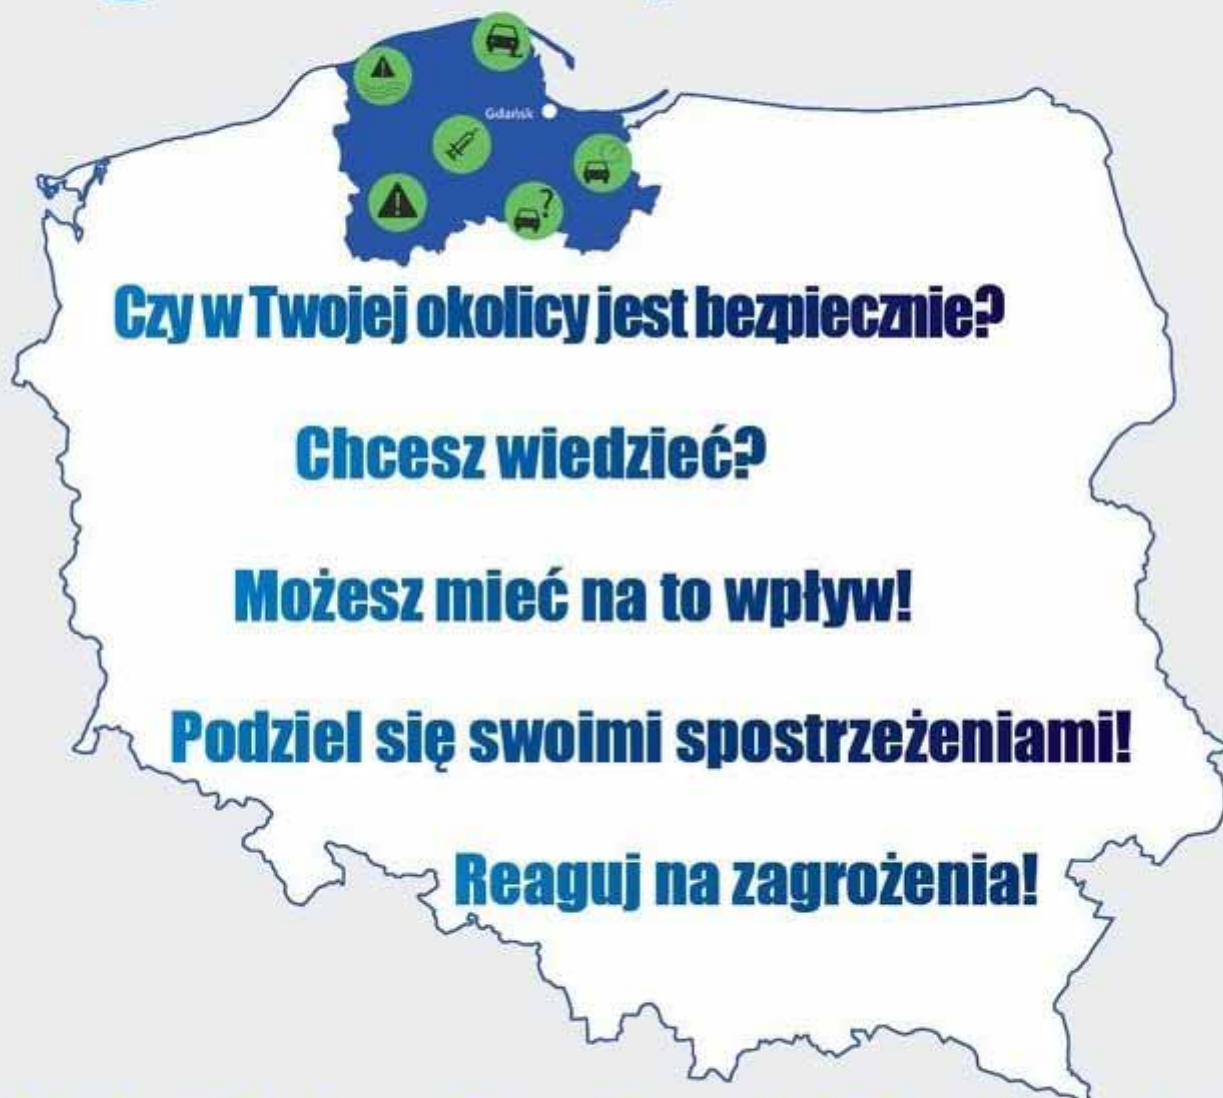 Gdańsk
?
Czy w Twojej okolicy jest bezpiecznie?
Chcesz wiedzieć?
Możesz mieć na to wpływ!
Podziel się swoimi spostrzeżeniami!
Reaguj na zagrożenia!